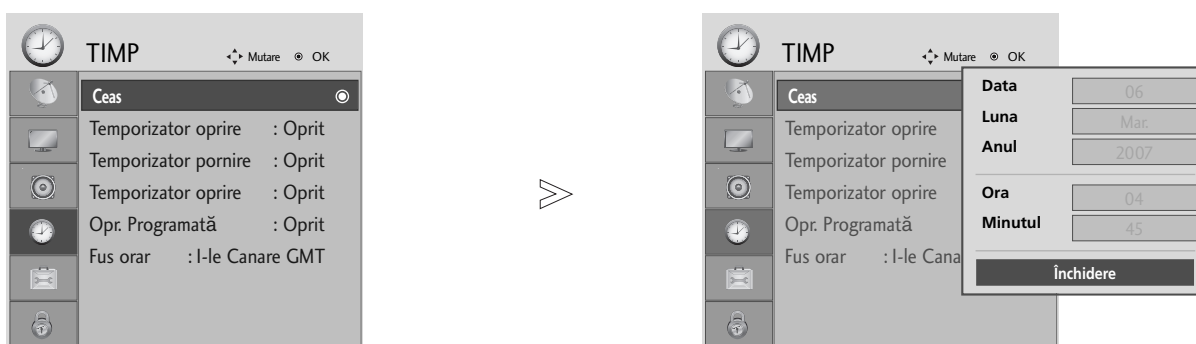 TIMP Mutare OK
Ceas
Temporizator oprire : Oprit
Temporizator pornire : Oprit
Temporizator oprire : Oprit
Opr. Programată : Oprit
Fus orar : I-le Canare GMT
>
TIMP Mutare OK
Ceas
Temporizator oprire
Temporizator pornire
Temporizator oprire
Opr. Programată
Fus orar : I-le Cana
Data 06
Luna Mar.
Anul 2007
Ora 04
Minutul 45
Închidere